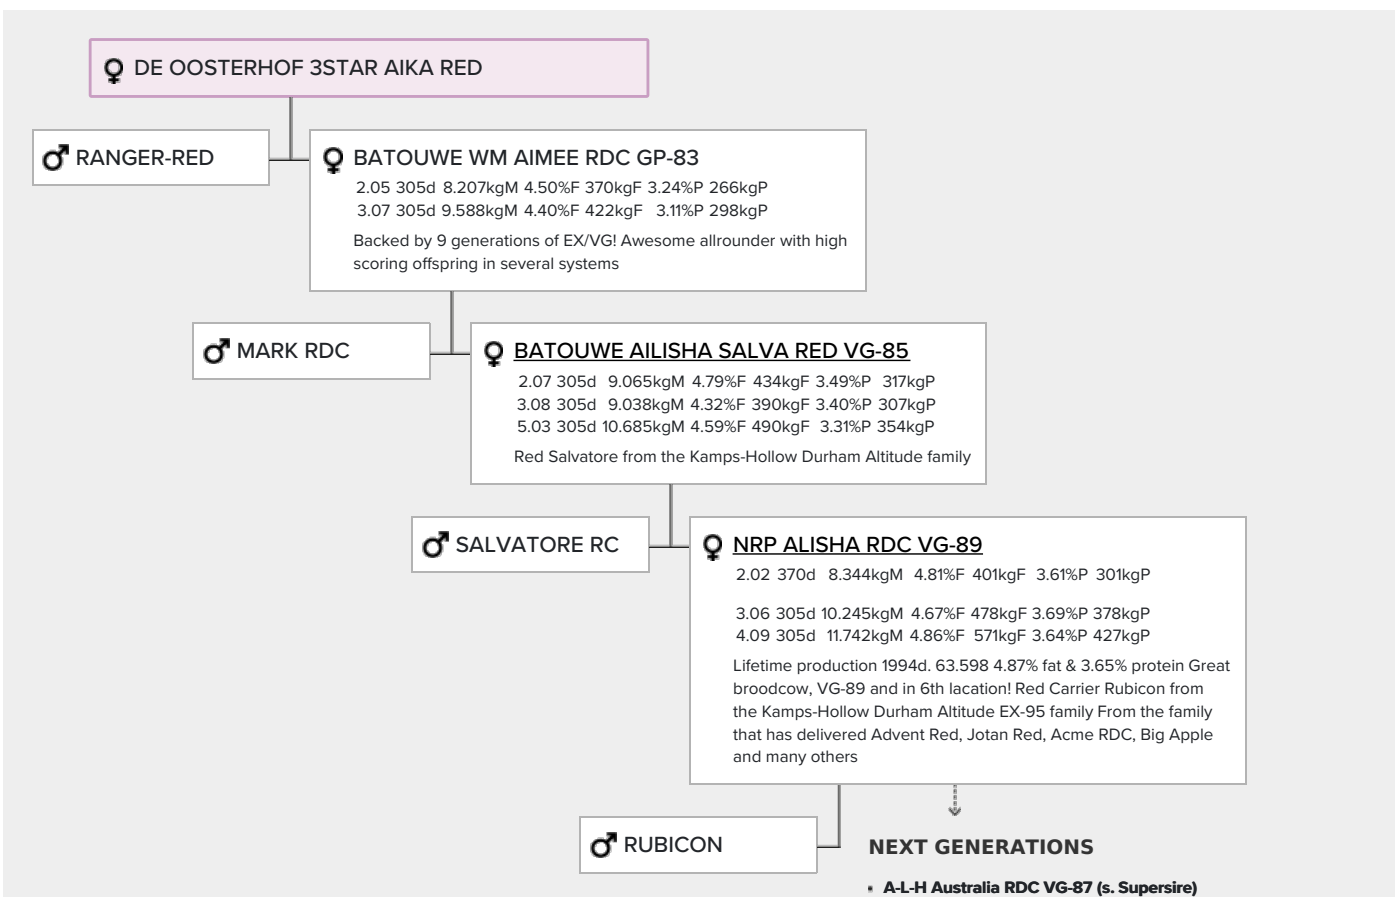 DE OOSTERHOF 3STAR AIKA RED
RANGER-RED
BATOUWE WM AIMEE RDC GP-83
2.05 305d 8.207kgM 4.50%F 370kgF 3.24%P 266kgP
3.07 305d 9.588kgM 4.40%F 422kgF 3.11%P 298kgP
Backed by 9 generations of EX/VG! Awesome allrounder with high
scoring offspring in several systems
MARK RDC
BATOUWE AILISHA SALVA RED VG-85
2.07 305d 9.065kgM 4.79%F 434kgF 3.49%P 317kgP
3.08 305d 9.038kgM 4.32%F 390kgF 3.40%P 307kgP
5.03 305d 10.685kgM 4.59%F 490kgF 3.31%P 354kgP
Red Salvatore from the Kamps-Hollow Durham Altitude family
SALVATORE RC
NRP ALISHA RDC VG-89
2.02 370d 8.344kgM 4.81%F 401kgF 3.61%P 301kgP
3.06 305d 10.245kgM 4.67%F 478kgF 3.69%P 378kgP
4.09 305d 11.742kgM 4.86%F 571kgF 3.64%P 427kgP
Lifetime production 1994d. 63.598 4.87% fat & 3.65% protein Great
broodcow, VG-89 and in 6th lacation! Red Carrier Rubicon from
the Kamps-Hollow Durham Altitude EX-95 family From the family
that has delivered Advent Red, Jotan Red, Acme RDC, Big Apple
and many others
RUBICON
NEXT GENERATIONS
A-L-H Australia RDC VG-87 (s. Supersire)